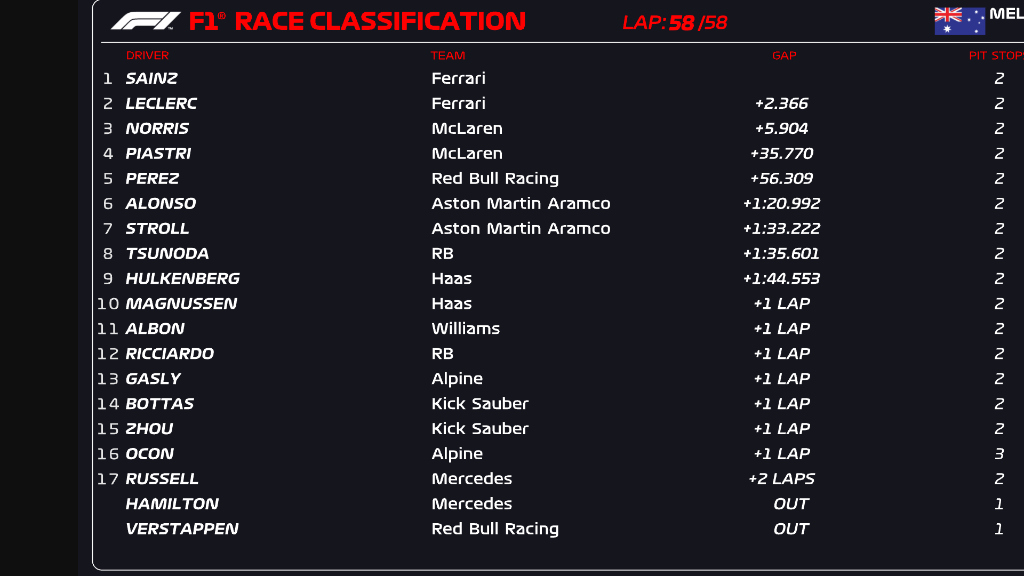 F1® RACE CLASSIFICATION LAP: 58 /58 MEL
DRIVER TEAM GAP PIT STOPS
1 SAINZ Ferrari 2
2 LECLERC Ferrari +2.366 2
3 NORRIS McLaren +5.904 2
4 PIASTRI McLaren +35.770 2
5 PEREZ Red Bull Racing +56.309 2
6 ALONSO Aston Martin Aramco +1:20.992 2
7 STROLL Aston Martin Aramco +1:33.222 2
8 TSUNODA RB +1:35.601 2
9 HULKENBERG Haas +1:44.553 2
10 MAGNUSSEN Haas +1 LAP 2
11 ALBON Williams +1 LAP 2
12 RICCIARDO RB +1 LAP 2
13 GASLY Alpine +1 LAP 2
14 BOTTAS Kick Sauber +1 LAP 2
15 ZHOU Kick Sauber +1 LAP 2
16 OCON Alpine +1 LAP 3
17 RUSSELL Mercedes +2 LAPS 2
HAMILTON Mercedes OUT 1
VERSTAPPEN Red Bull Racing OUT 1